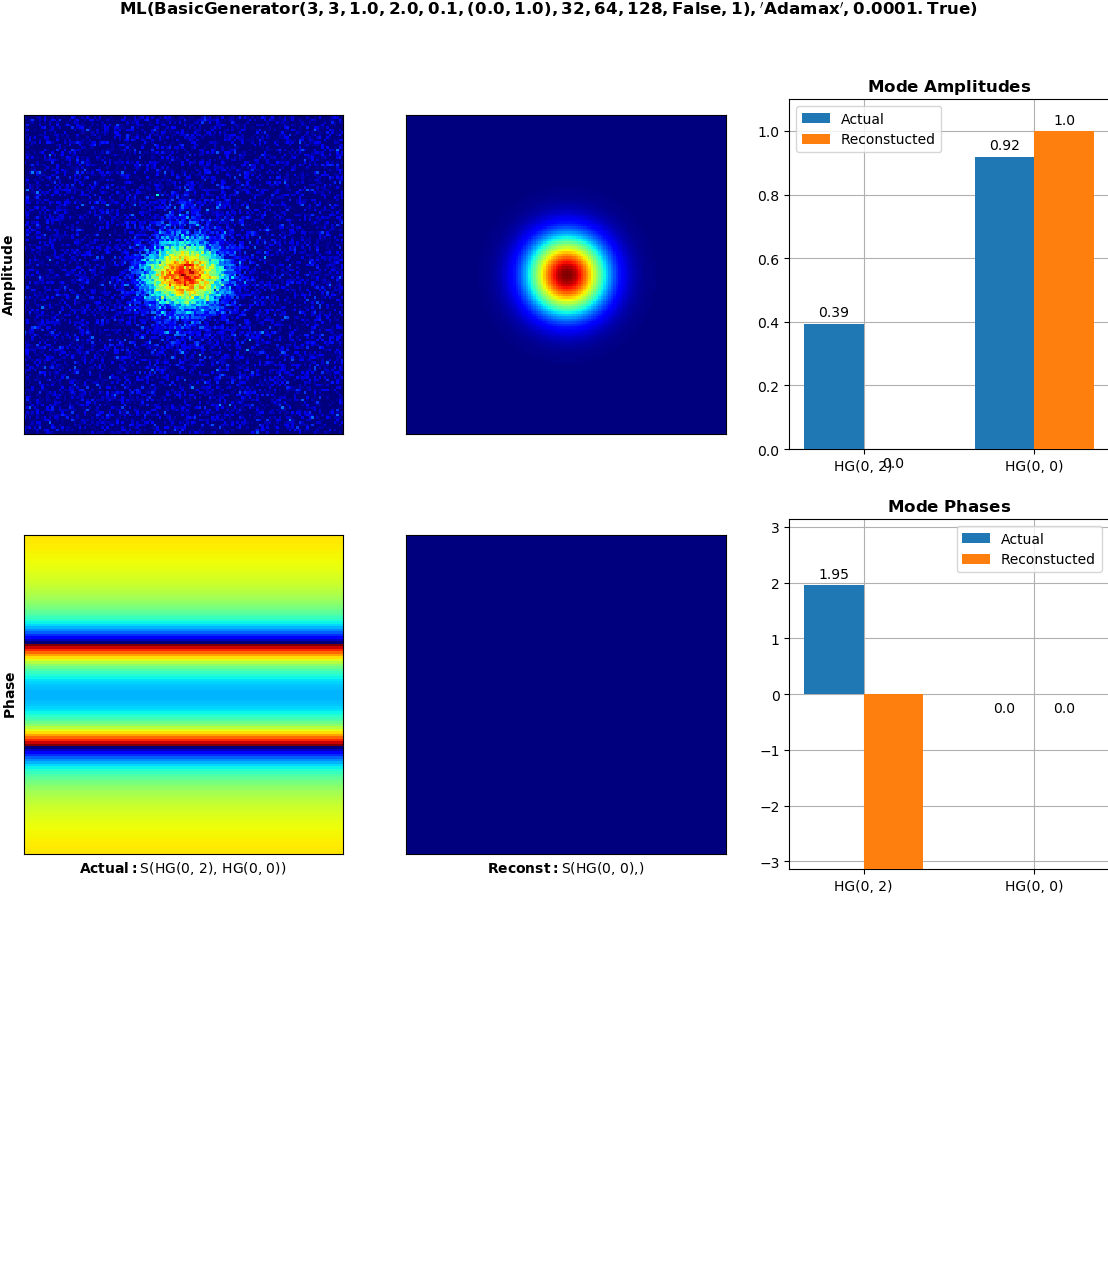 ML(BasicGenerator(3, 3, 1.0, 2.0, 0.1, (0.0, 1.0), 32, 64, 128, False, 1), ′Adamax′, 0.0001. True)
Amplitude
Mode Amplitudes
Actual
Reconstucted
1.0
0.8
0.6
0.4
0.2
0.0
0.39
0.0
0.92
1.0
HG(0, 2)
HG(0, 0)
Phase
Actual: S(HG(0, 2), HG(0, 0))
Reconst: S(HG(0, 0),)
Mode Phases
Actual
Reconstucted
3
2
1
0
−1
−2
−3
1.95
0.0
0.0
HG(0, 2)
HG(0, 0)